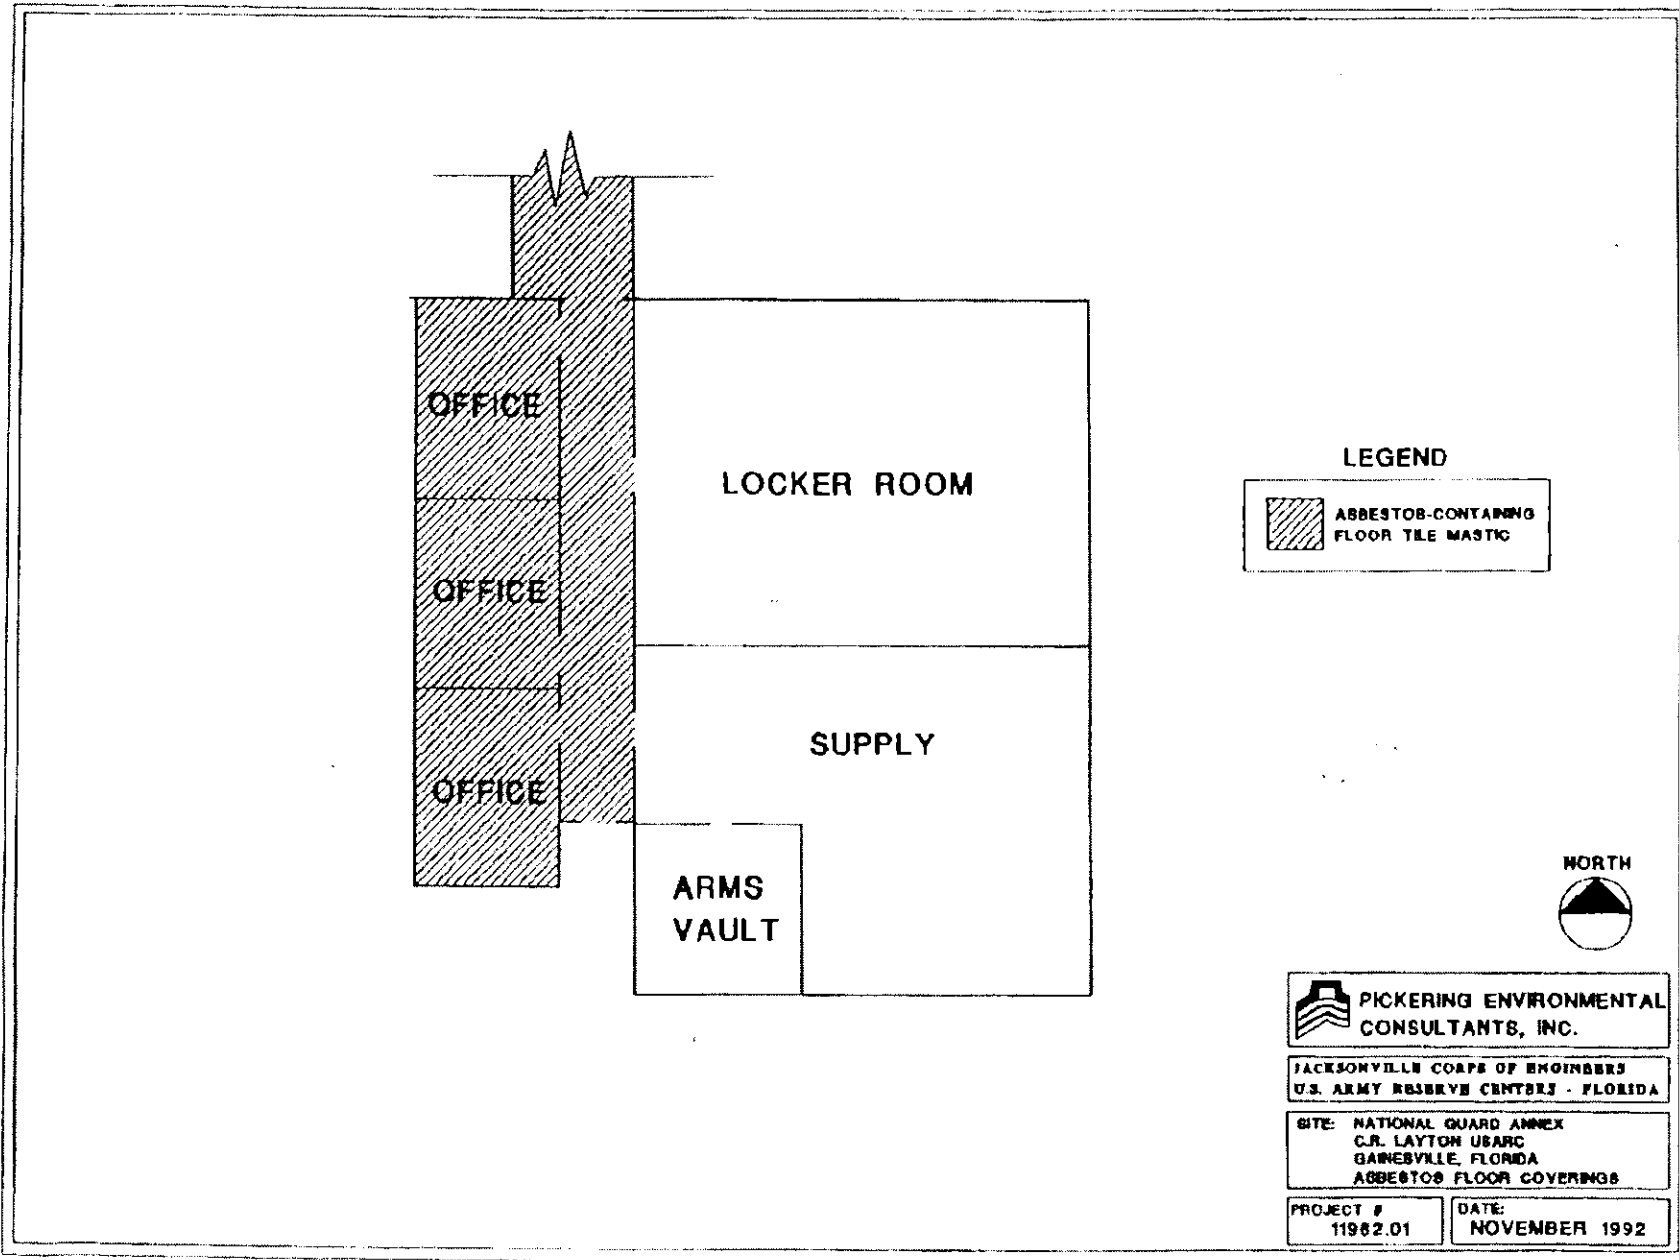 OFFICE
LOCKER ROOM
OFFICE
SUPPLY
OFFICE
ARMS
VAULT
LEGEND
ASBESTOS-CONTAINING
FLOOR TILE MASTIC
NORTH
PICKERING ENVIRONMENTAL
CONSULTANTS, INC.
JACKSONVILLE CORPS OF ENGINEERS
U.S. ARMY RESERVE CENTERS - FLORIDA
SITE: NATIONAL GUARD ANNEX
C.R. LAYTON USARC
GAINESVILLE, FLORIDA
ASBESTOS FLOOR COVERINGS
PROJECT #
11982.01
DATE:
NOVEMBER 1992